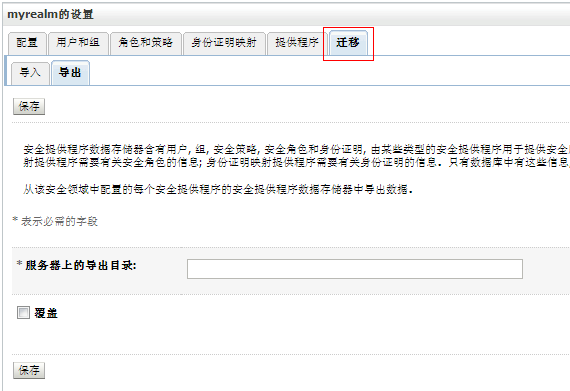 myrealm的设置
配置 用户和组 角色和策略 身份证明映射 提供程序 迁移
导入 导出
保存
安全提供程序数据存储器含有用户, 组, 安全策略, 安全角色和身份证明, 由某些类型的安全提供程序用于提供安全
射提供程序需要有关安全角色的信息; 身份证明映射提供程序需要有关身份证明的信息. 只有数据库中有这些信息
从该安全领域中配置的每个安全提供程序的安全提供程序数据存储器中导出数据.
* 表示必需的字段
* 服务器上的导出目录:
覆盖
保存